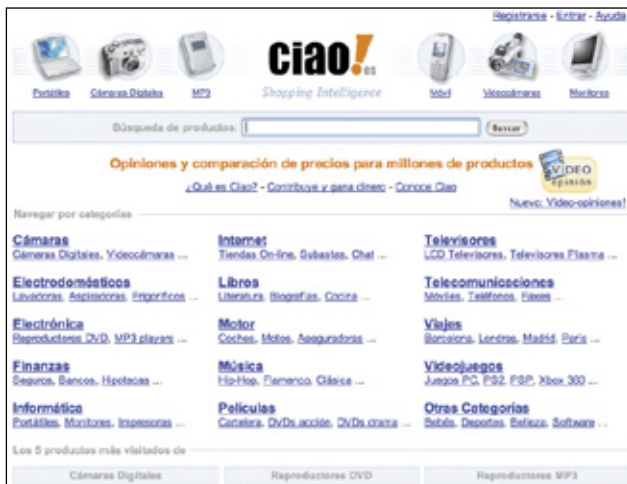 Registrarse - Entrar - Ayuda
ciao! es
Shopping Intelligence
Portátiles Cámaras Digitales MP3 Móvil Videocámaras Monitores
Búsqueda de productos: Buscar
Opiniones y comparación de precios para millones de productos
VIDEO opinión
¿Qué es Ciao? - Contribuye y gana dinero - Conoce Ciao
Nuevo: Video-opiniones!
Navegar por categorías
Cámaras Internet Televisores
Cámaras Digitales, Videocámaras ... Tiendas On-line, Subastas, Chat ... LCD Televisores, Televisores Plasma ...
Electrodomésticos Libros Telecomunicaciones
Lavadoras, Aspiradoras, Frigoríficos ... Literatura, Biografías, Cocina ... Móviles, Teléfonos, Faxes ...
Electrónica Motor Viajes
Reproductores DVD, MP3 players ... Coches, Motos, Aseguradoras ... Barcelona, Londres, Madrid, París ...
Finanzas Música Videojuegos
Seguros, Bancos, Hipotecas ... Hip-Hop, Flamenco, Clásica ... Juegos PC, PS2, PSP, Xbox 360 ...
Informática Películas Otras Categorías
Portátiles, Monitores, Impresoras ... Cartelera, DVDs acción, DVDs drama ... Bebés, Deportes, Belleza, Software ...
Los 5 productos más visitados de
Cámaras Digitales Reproductores DVD Reproductores MP3